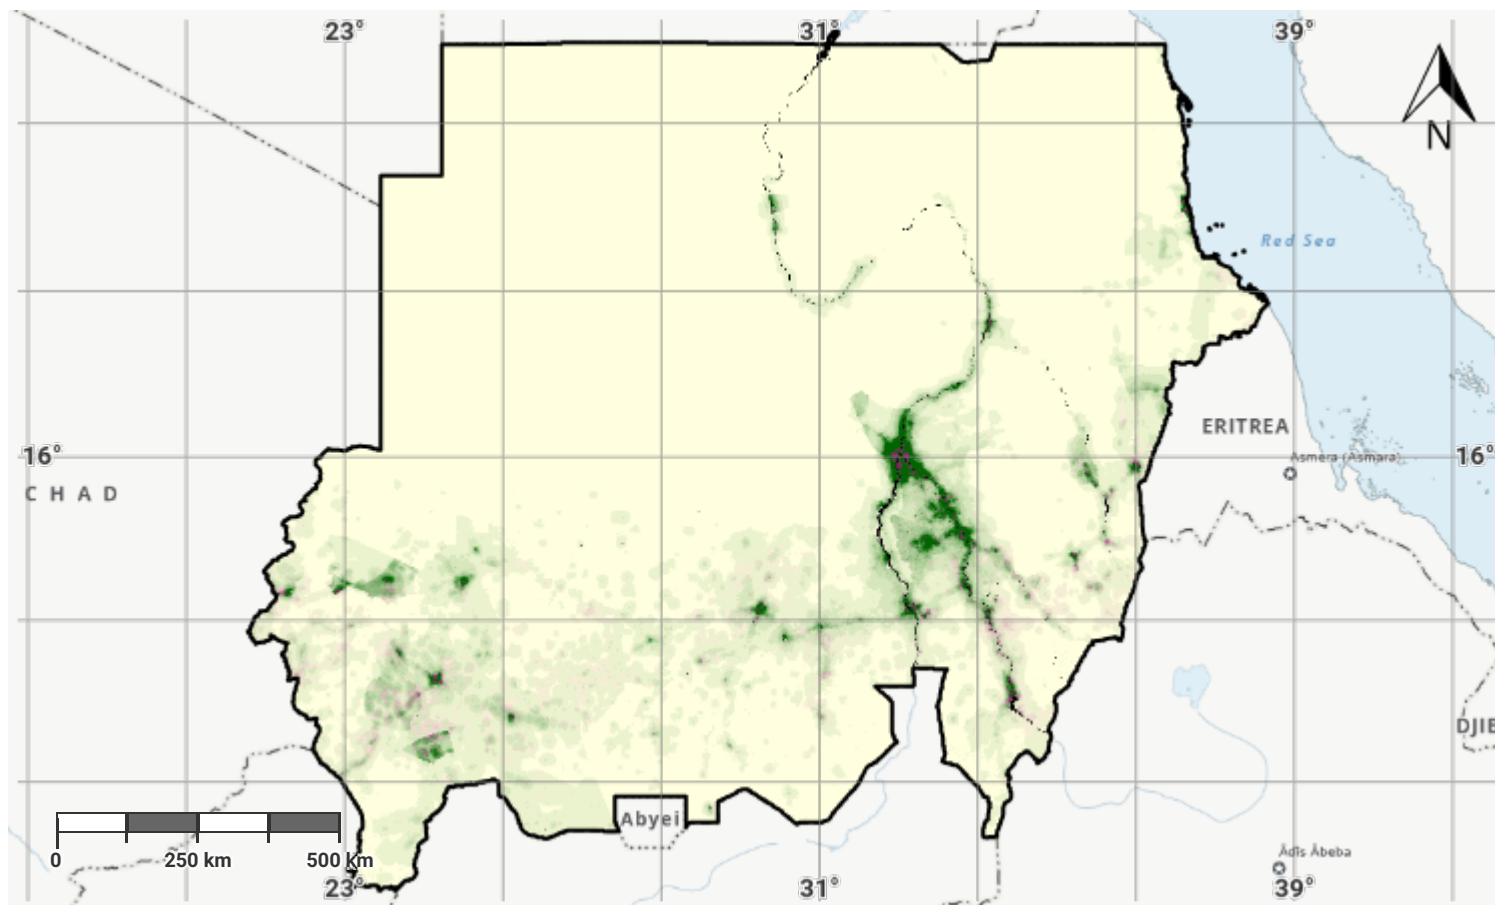 23° 31° 39°
N
Red Sea
ERITREA
16° 16°
Asmera (Asmara)
CHAD
DJIE
Abyei
0 250 km 500 km
Ādīs Ābeba
23° 31° 39°